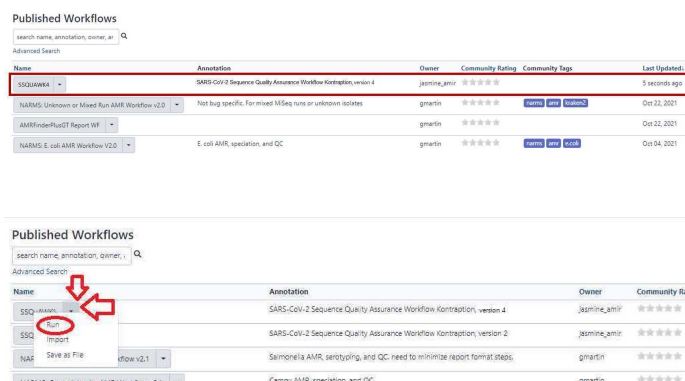 Published Workflows
search name, annotation, owner, ar
Advanced Search
Name Annotation Owner Community Rating Community Tags Last Updated↓
SSQUAWK4 SARS-CoV-2 Sequence Quality Assurance Workflow Kontraption, version 4 jasmine_amir 5 seconds ago
NARMS: Unknown or Mixed Run AMR Workflow v2.0 Not bug specific. For mixed MiSeq runs or unknown isolates gmartin narms amr kraken2 Oct 22, 2021
AMRFinderPlusGT Report WF gmartin Oct 22, 2021
NARMS: E. coli AMR Workflow V2.0 E. coli AMR, speciation, and QC gmartin narms amr e.coli Oct 04, 2021
Published Workflows
search name, annotation, owner,
Advanced Search
Name Annotation Owner Community R
SSQ SARS-CoV-2 Sequence Quality Assurance Workflow Kontraption, version 4 jasmine_amir
Run
SSQ SARS-CoV-2 Sequence Quality Assurance Workflow Kontraption, version 2 jasmine_amir
Import
Save as File
NAR kflow v2.1 Salmonella AMR, serotyping, and QC. need to minimize report format steps. gmartin
AMR, speciation, and QC gmartin